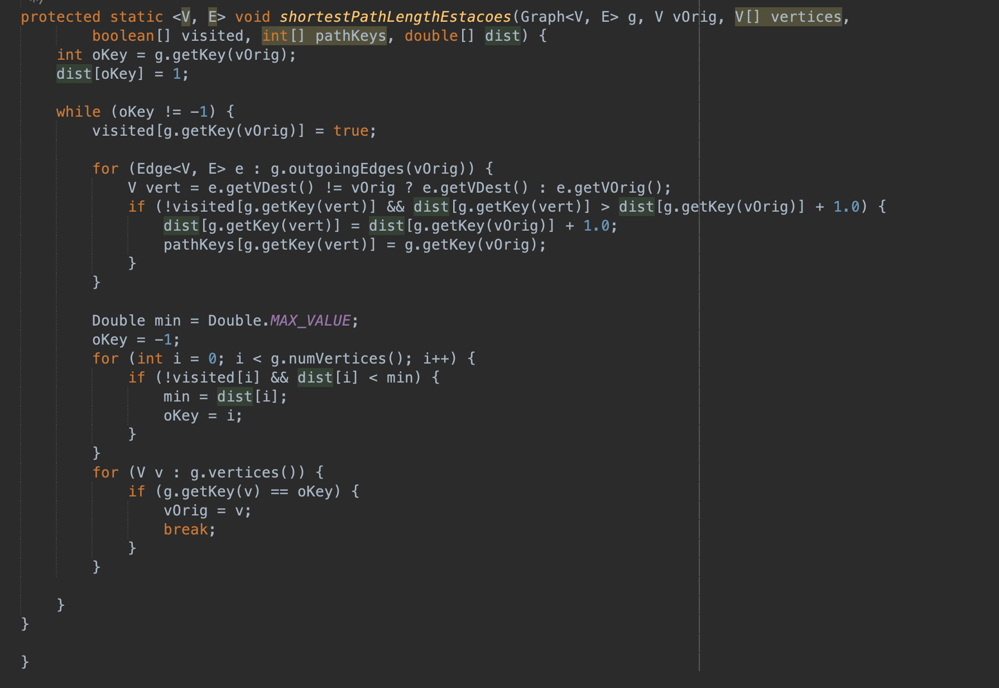 */
protected static <V, E> void shortestPathLengthEstacoes(Graph<V, E> g, V vOrig, V[] vertices,
boolean[] visited, int[] pathKeys, double[] dist) {
int oKey = g.getKey(vOrig);
dist[oKey] = 1;
while (oKey != -1) {
visited[g.getKey(vOrig)] = true;
for (Edge<V, E> e : g.outgoingEdges(vOrig)) {
V vert = e.getVDest() != vOrig ? e.getVDest() : e.getVOrig();
if (!visited[g.getKey(vert)] && dist[g.getKey(vert)] > dist[g.getKey(vOrig)] + 1.0) {
dist[g.getKey(vert)] = dist[g.getKey(vOrig)] + 1.0;
pathKeys[g.getKey(vert)] = g.getKey(vOrig);
}
}
Double min = Double.MAX_VALUE;
oKey = -1;
for (int i = 0; i < g.numVertices(); i++) {
if (!visited[i] && dist[i] < min) {
min = dist[i];
oKey = i;
}
}
for (V v : g.vertices()) {
if (g.getKey(v) == oKey) {
vOrig = v;
break;
}
}
}
}
}